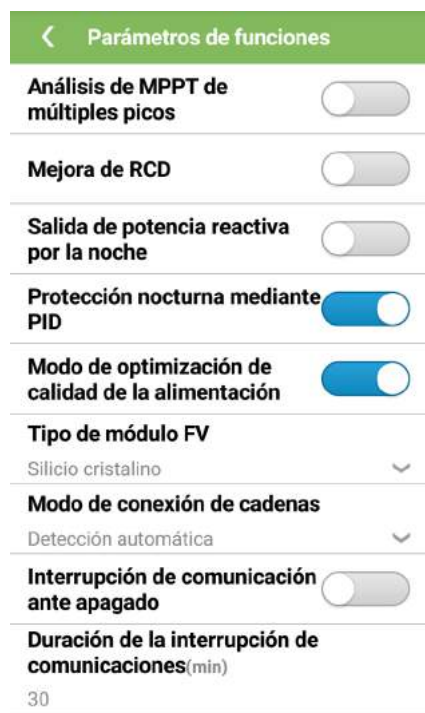 Parámetros de funciones
Análisis de MPPT de
múltiples picos
Mejora de RCD
Salida de potencia reactiva
por la noche
Protección nocturna mediante
PID
Modo de optimización de
calidad de la alimentación
Tipo de módulo FV
Silicio cristalino
Modo de conexión de cadenas
Detección automática
Interrupción de comunicación
ante apagado
Duración de la interrupción de
comunicaciones(min)
30